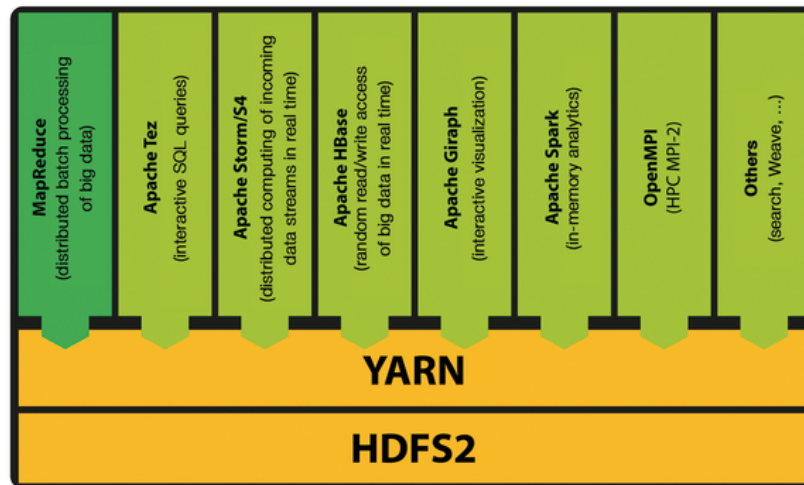 MapReduce
(distributed batch processing
of big data)
Apache Tez
(interactive SQL queries)
Apache Storm/S4
(distributed computing of incoming
data streams in real time)
Apache HBase
(random read/write access
of big data in real time)
Apache Giraph
(interactive visualization)
Apache Spark
(in-memory analytics)
OpenMPI
(HPC MPI-2)
Others
(search, Weave, ...)
YARN
HDFS2